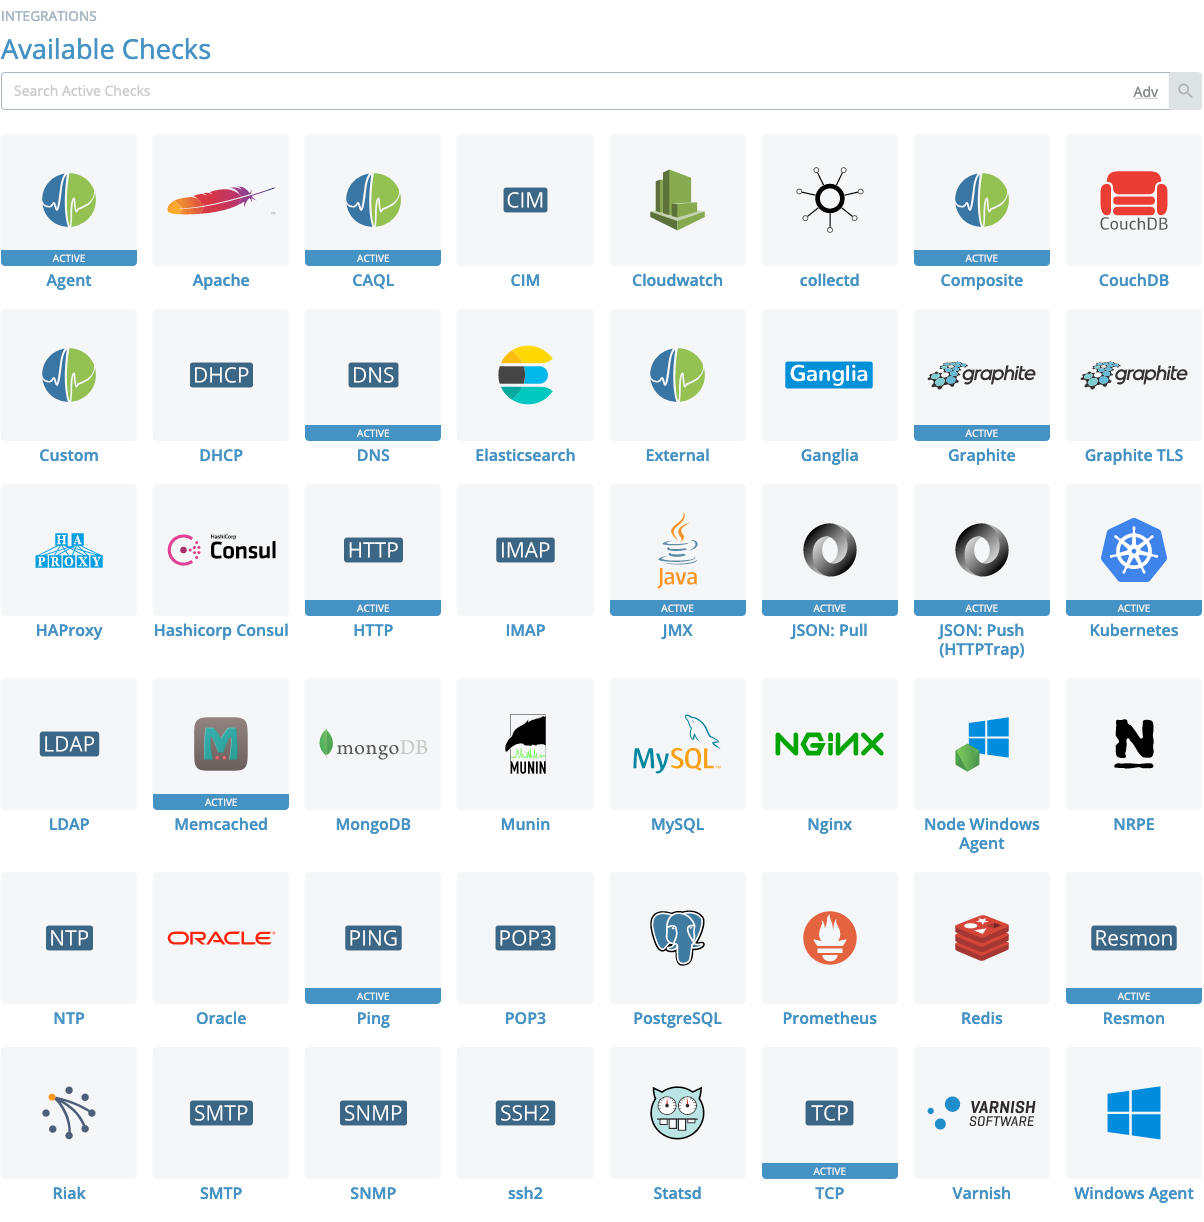 INTEGRATIONS
Available Checks
Search Active Checks
Adv
CIM
CouchDB
ACTIVE ACTIVE ACTIVE
Agent Apache CAQL CIM Cloudwatch collectd Composite CouchDB
DHCP DNS Ganglia graphite graphite
ACTIVE ACTIVE
Custom DHCP DNS Elasticsearch External Ganglia Graphite Graphite TLS
HA
PROXY
HashiCorp
Consul
HTTP IMAP
Java
ACTIVE ACTIVE ACTIVE ACTIVE ACTIVE
HAProxy Hashicorp Consul HTTP IMAP JMX JSON: Pull JSON: Push Kubernetes
(HTTPTrap)
LDAP M mongoDB
MUNIN
MySQL
NGINX
N
ACTIVE
LDAP Memcached MongoDB Munin MySQL Nginx Node Windows NRPE
Agent
NTP ORACLE PING POP3 Resmon
ACTIVE ACTIVE
NTP Oracle Ping POP3 PostgreSQL Prometheus Redis Resmon
SMTP SNMP SSH2 TCP
VARNISH
SOFTWARE
ACTIVE
Riak SMTP SNMP ssh2 Statsd TCP Varnish Windows Agent